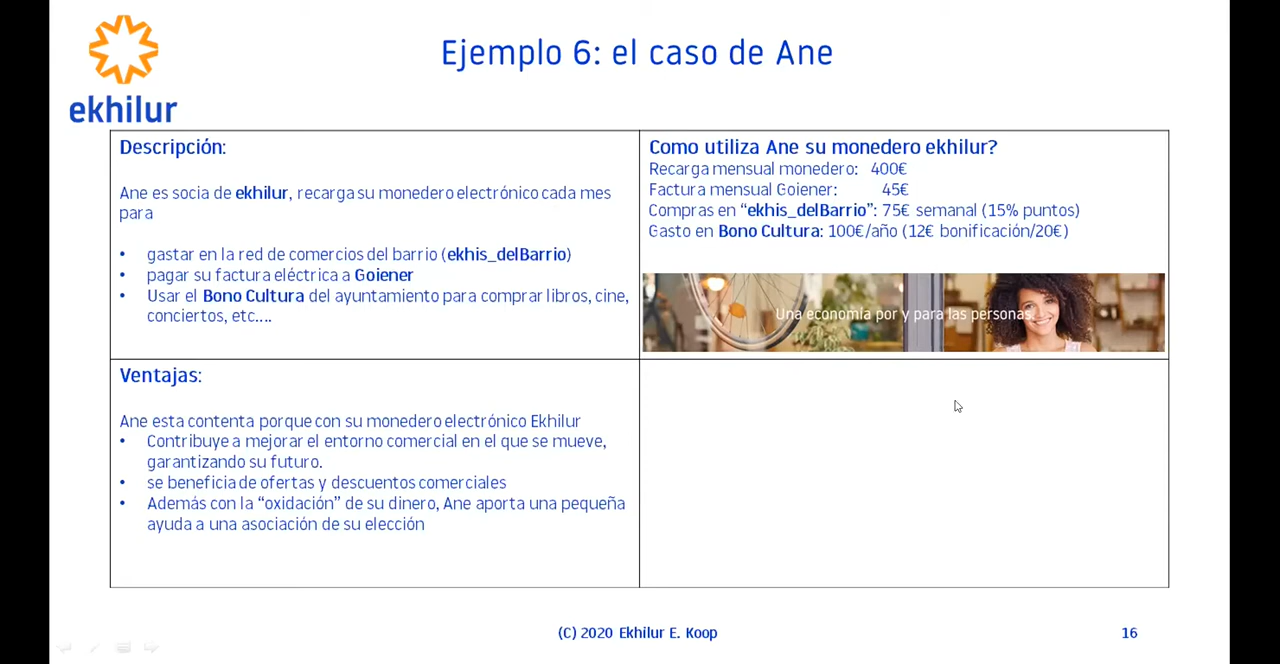 ekhilur
Ejemplo 6: el caso de Ane
Descripción:
Ane es socia de ekhilur, recarga su monedero electrónico cada mes
para
• gastar en la red de comercios del barrio (ekhis_delBarrio)
• pagar su factura eléctrica a Goiener
• Usar el Bono Cultura del ayuntamiento para comprar libros, cine,
conciertos, etc....
Como utiliza Ane su monedero ekhilur?
Recarga mensual monedero: 400€
Factura mensual Goiener: 45€
Compras en “ekhis_delBarrio”: 75€ semanal (15% puntos)
Gasto en Bono Cultura: 100€/año (12€ bonificación/20€)
Una economía por y para las personas.
Ventajas:
Ane esta contenta porque con su monedero electrónico Ekhilur
• Contribuye a mejorar el entorno comercial en el que se mueve,
garantizando su futuro.
• se beneficia de ofertas y descuentos comerciales
• Además con la “oxidación” de su dinero, Ane aporta una pequeña
ayuda a una asociación de su elección
(C) 2020 Ekhilur E. Koop
16